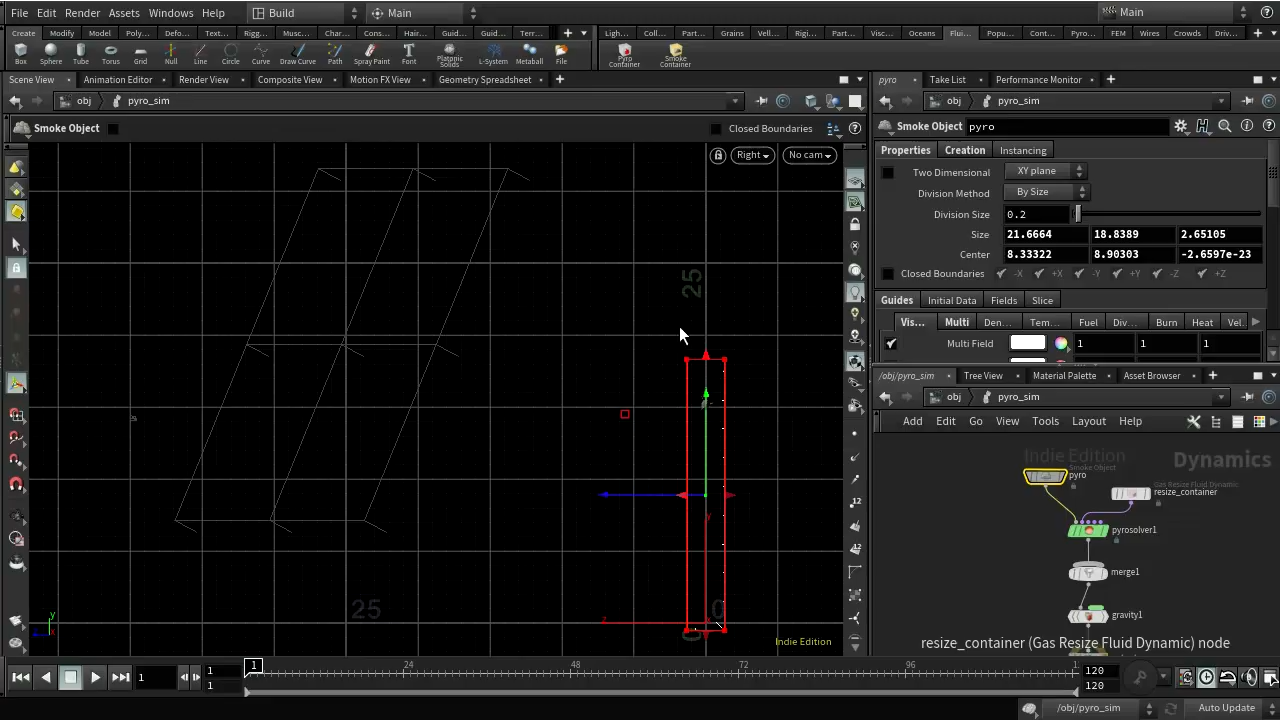 File Edit Render Assets Windows Help Build Main Main
Create Modify Model Poly... Defo... Text... Rigg... Musc... Char... Cons... Hair... Guid... Guid... Terr... Ligh... Coll... Part... Grains Vell... Rigi... Part... Visc... Oceans Flui... Popu... Cont... Pyro... FEM Wires Crowds Driv...
Box Sphere Tube Torus Grid Null Line Circle Curve Draw Curve Path Spray Paint Font Platonic Solids L-System Metaball File Pyro Container Smoke Container
Scene View Animation Editor Render View Composite View Motion FX View Geometry Spreadsheet
obj pyro_sim
Smoke Object Closed Boundaries
Right No cam
25
25
0
0
Indie Edition
pyro Take List Performance Monitor
obj pyro_sim
Smoke Object pyro
Properties Creation Instancing
Two Dimensional XY plane
Division Method By Size
Division Size 0.2
Size 21.6664 18.8389 2.65105
Center 8.33322 8.90303 -2.6597e-23
Closed Boundaries -X +X -Y +Y -Z +Z
Guides Initial Data Fields Slice
Vis... Multi Den... Tem... Fuel Div... Burn Heat Vel.
Multi Field 1 1 1
/obj/pyro_sim Tree View Material Palette Asset Browser
obj pyro_sim
Add Edit Go View Tools Layout Help
Indie Edition Dynamics
Smoke Object
pyro
Gas Resize Fluid Dynamic
resize_container
pyrosolver1
merge1
gravity1
resize_container (Gas Resize Fluid Dynamic) node
1 1 1 24 48 72 96 1 120
1 120
/obj/pyro_sim Auto Update